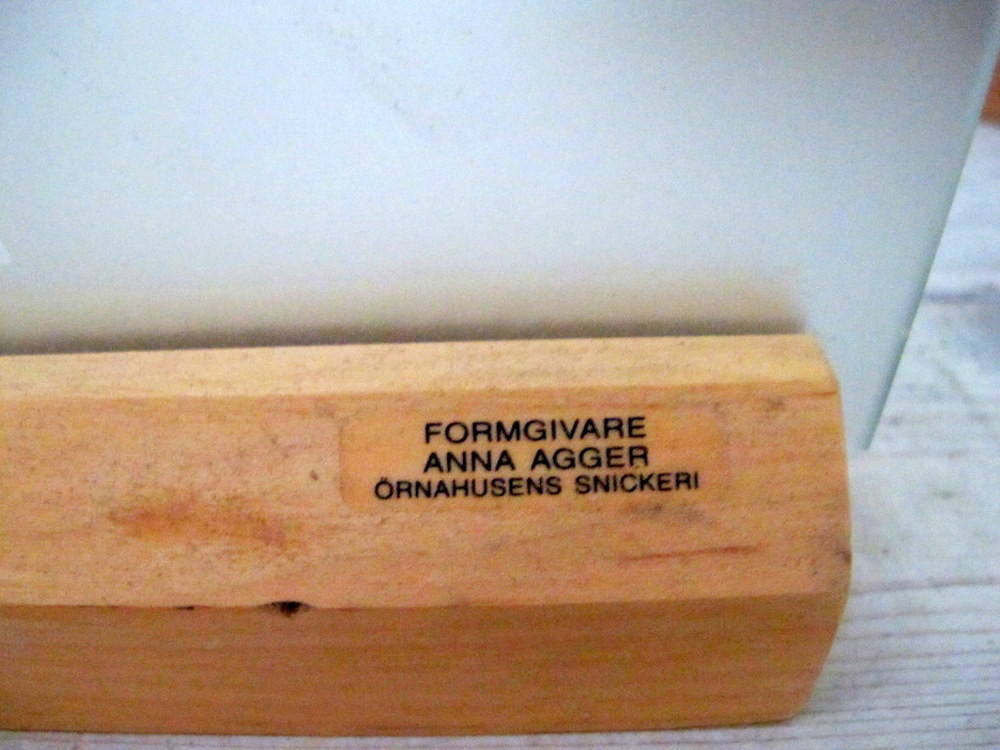 FORMGIVARE
ANNA AGGER
ÖRNAHUSENS SNICKERI